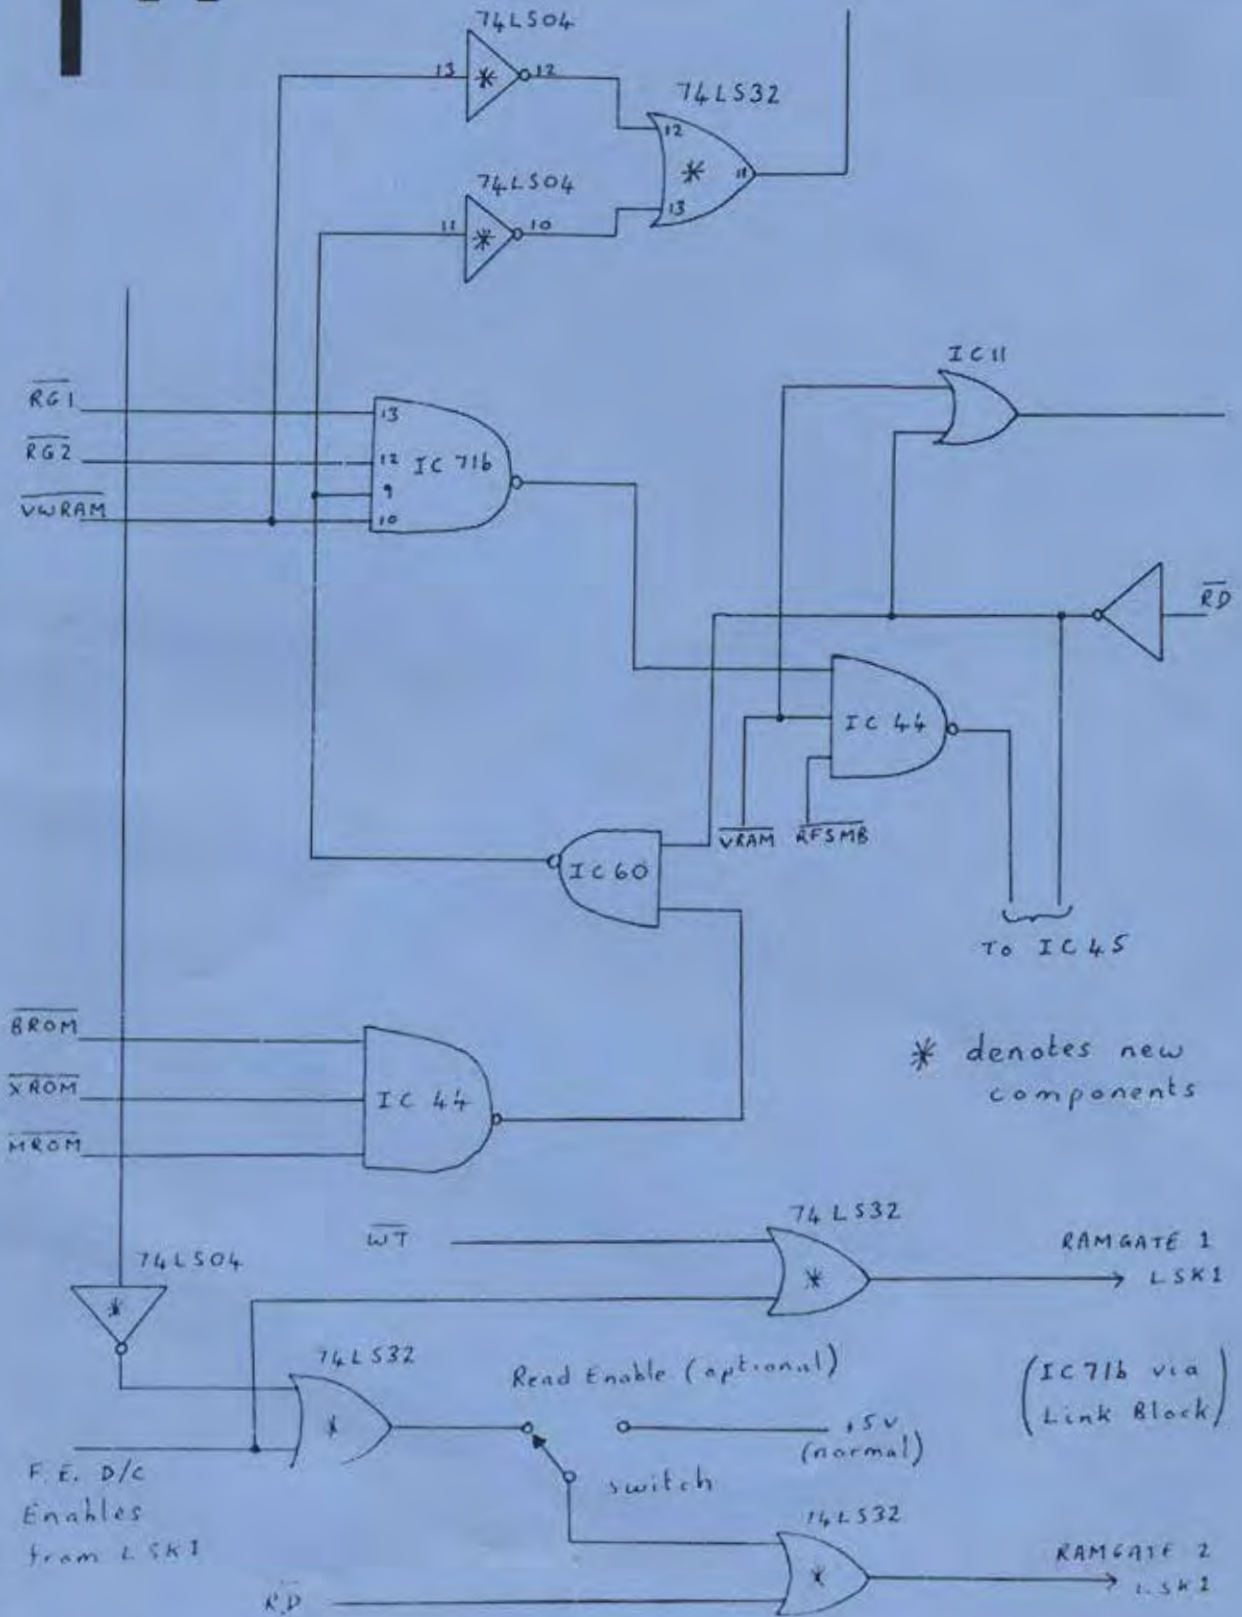 74LS04
13
*
12
74LS32
12
*
11
13
74LS04
11
*
10
IC11
RG1
13
RG2
12
IC 71b
9
VWRAM
10
RD
IC 44
VRAM
RFSMB
IC60
To IC45
BROM
XROM
IC 44
MROM
* denotes new
components
WT
74LS32
*
RAMGATE 1
LSK1
74LS04
*
74LS32
*
Read Enable (optional)
(IC71b via
Link Block)
+5v
(normal)
switch
F.E. D/C
Enables
from LSK1
74LS32
*
RAMGATE 2
LSK2
RD